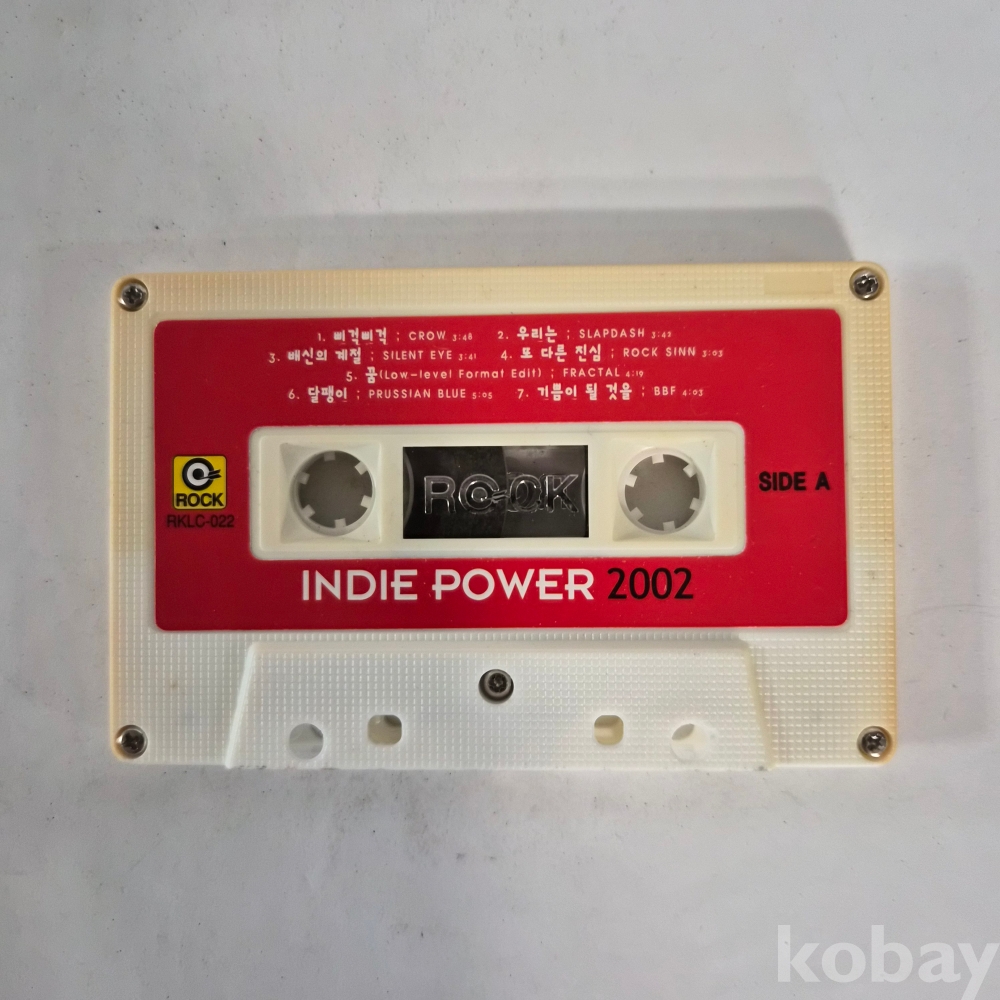 1. 삐걱삐걱 ; CROW 3:48 2. 우리는 ; SLAPDASH 3:43
3. 배신의 계절 ; SILENT EYE 3:41 4. 또 다른 진심 ; ROCK SINN 3:03
5. 꿈(Low-level Format Edit) ; FRACTAL 4:19
6. 달팽이 ; PRUSSIAN BLUE 5:05 7. 기쁨이 될 것을 ; BBF 4:03
ROCK
RKLC-022
ROCK
SIDE A
INDIE POWER 2002
kobay